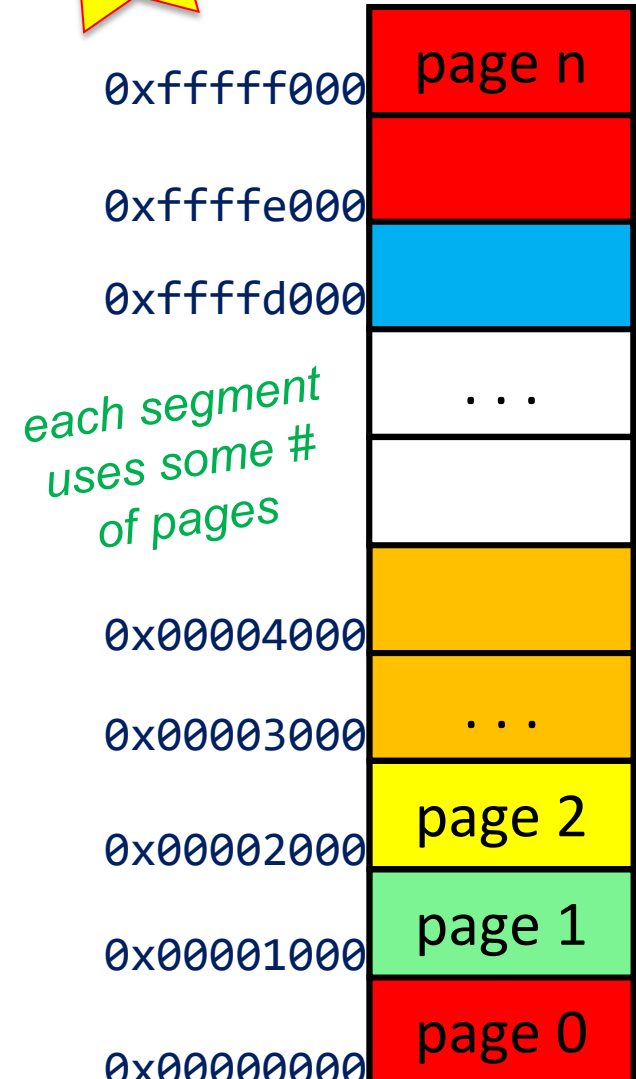 page n
0xfffff000
0xffffe000
0xffffd000
each segment
uses some #
of pages
. . .
0x00004000
0x00003000
. . .
page 2
0x00002000
page 1
0x00001000
page 0
0x00000000